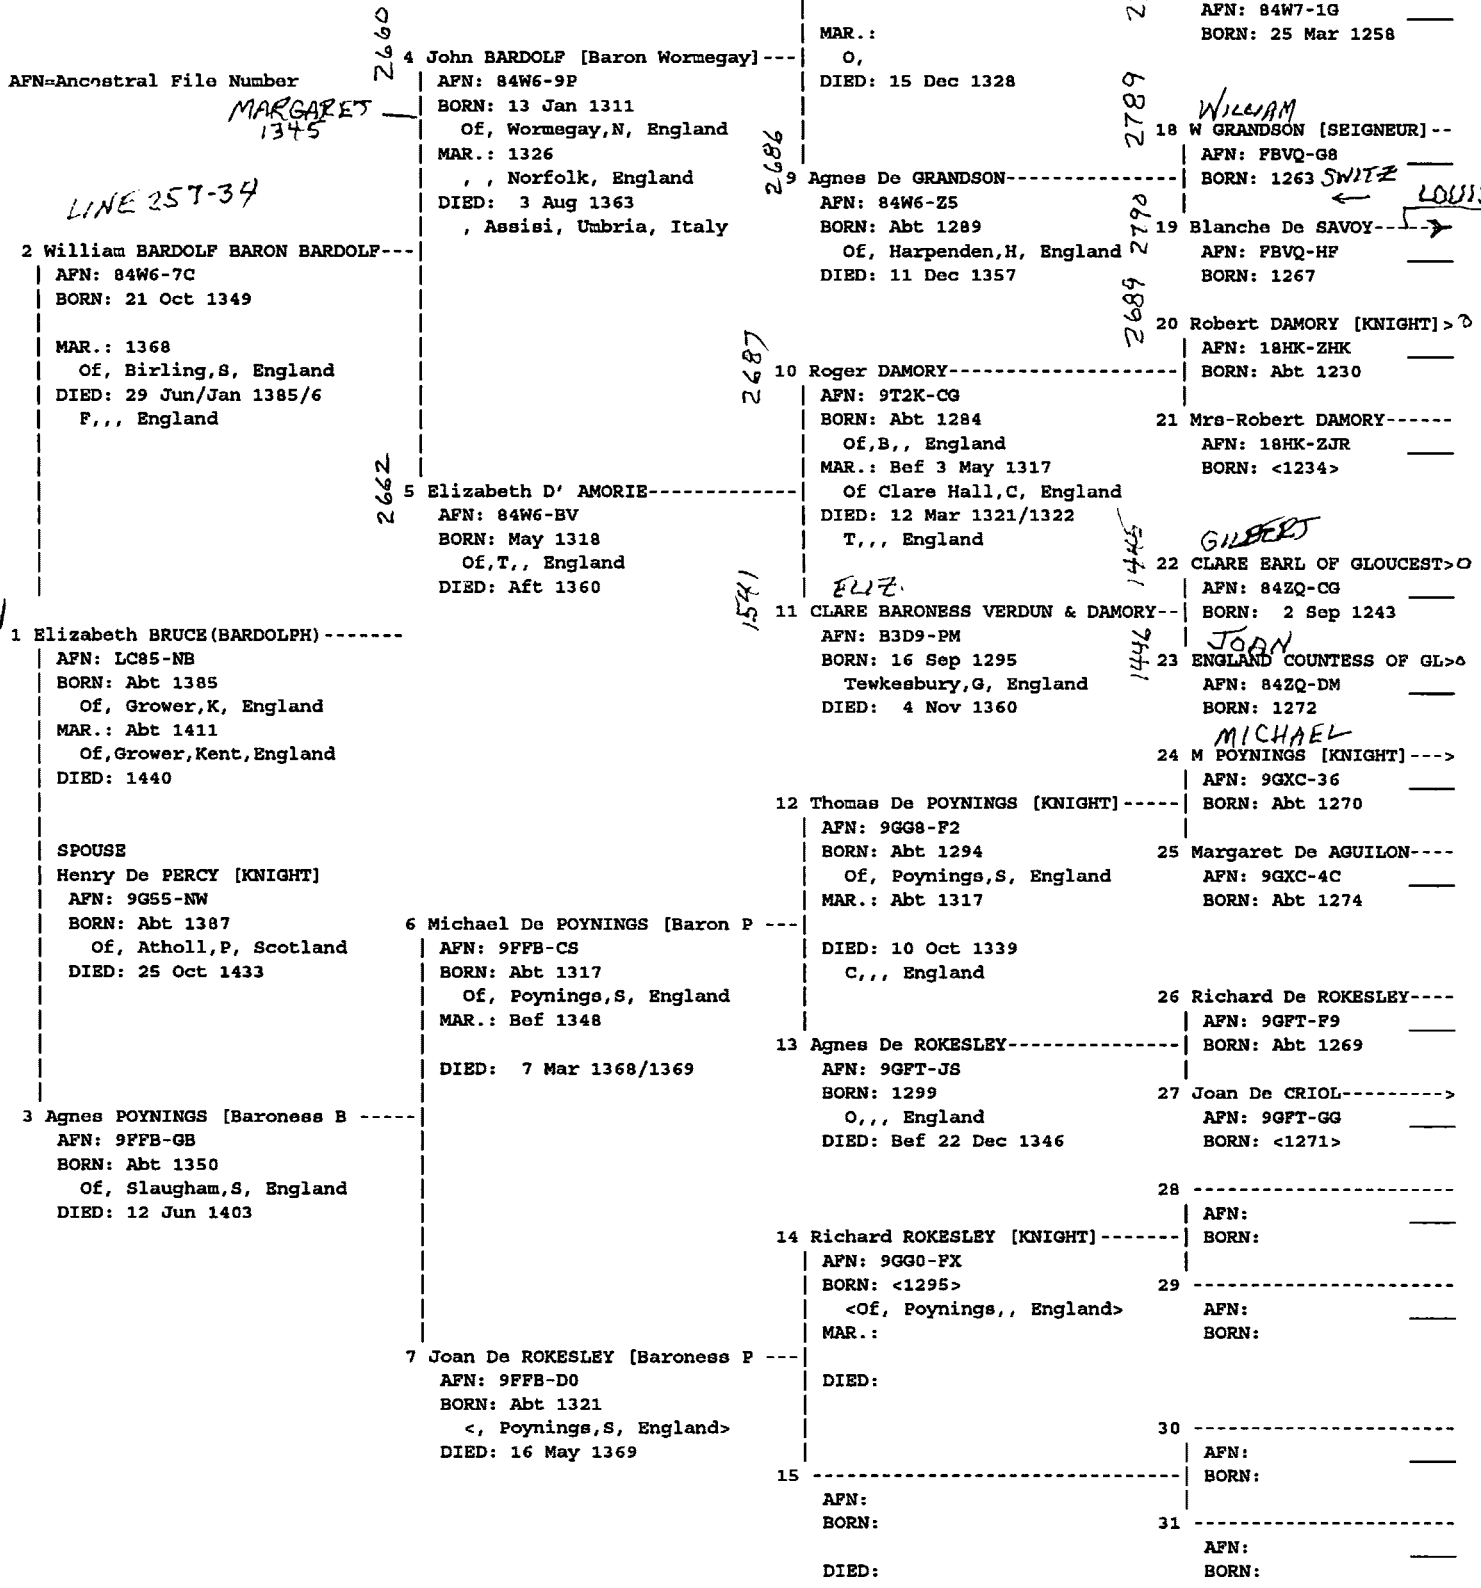 AFN=Ancestral File Number
MARGARET
1345
LINE 257-34
2 William BARDOLF BARON BARDOLF---
AFN: 84W6-7C
BORN: 21 Oct 1349
MAR.: 1368
Of, Birling,S, England
DIED: 29 Jun/Jan 1385/6
F,,, England
1 Elizabeth BRUCE(BARDOLPH)-------
AFN: LC85-NB
BORN: Abt 1385
Of, Grower,K, England
MAR.: Abt 1411
Of,Grower,Kent,England
DIED: 1440
SPOUSE
Henry De PERCY [KNIGHT]
AFN: 9G55-NW
BORN: Abt 1387
Of, Atholl,P, Scotland
DIED: 25 Oct 1433
3 Agnes POYNINGS [Baroness B -----
AFN: 9FFB-GB
BORN: Abt 1350
Of, Slaugham,S, England
DIED: 12 Jun 1403
2660
4 John BARDOLF [Baron Wormegay]---
AFN: 84W6-9P
BORN: 13 Jan 1311
Of, Wormegay,N, England
MAR.: 1326
, , Norfolk, England
DIED: 3 Aug 1363
, Assisi, Umbria, Italy
2662
5 Elizabeth D' AMORIE-------------
AFN: 84W6-BV
BORN: May 1318
Of,T,, England
DIED: Aft 1360
6 Michael De POYNINGS [Baron P ---
AFN: 9FFB-CS
BORN: Abt 1317
Of, Poynings,S, England
MAR.: Bef 1348
DIED: 7 Mar 1368/1369
7 Joan De ROKESLEY [Baroness P ---
AFN: 9FFB-D0
BORN: Abt 1321
<, Poynings,S, England>
DIED: 16 May 1369
MAR.:
O,
DIED: 15 Dec 1328
2686
9 Agnes De GRANDSON---------------
AFN: 84W6-Z5
BORN: Abt 1289
Of, Harpenden,H, England
DIED: 11 Dec 1357
2687
10 Roger DAMORY--------------------
AFN: 9T2K-CG
BORN: Abt 1284
Of,B,, England
MAR.: Bef 3 May 1317
Of Clare Hall,C, England
DIED: 12 Mar 1321/1322
T,,, England
1541
ELIZ.
11 CLARE BARONESS VERDUN & DAMORY--
AFN: B3D9-PM
BORN: 16 Sep 1295
Tewkesbury,G, England
DIED: 4 Nov 1360
12 Thomas De POYNINGS [KNIGHT]-----
AFN: 9GG8-F2
BORN: Abt 1294
Of, Poynings,S, England
MAR.: Abt 1317
DIED: 10 Oct 1339
C,,, England
13 Agnes De ROKESLEY---------------
AFN: 9GFT-JS
BORN: 1299
O,,, England
DIED: Bef 22 Dec 1346
14 Richard ROKESLEY [KNIGHT]-------
AFN: 9GG0-FX
BORN: <1295>
<Of, Poynings,, England>
MAR.:
DIED:
15 --------------------------------
AFN:
BORN:
DIED:
2
AFN: 84W7-1G
BORN: 25 Mar 1258
2789
WILLIAM
18 W GRANDSON [SEIGNEUR]--
AFN: FBVQ-G8
BORN: 1263 SWITZ
LOUIS
2790
19 Blanche De SAVOY------>
AFN: FBVQ-HF
BORN: 1267
2689
20 Robert DAMORY [KNIGHT]>
AFN: 18HK-ZHK
BORN: Abt 1230
21 Mrs-Robert DAMORY------
AFN: 18HK-ZJR
BORN: <1234>
1445
GILBERT
22 CLARE EARL OF GLOUCEST>
AFN: 84ZQ-CG
BORN: 2 Sep 1243
1446
JOAN
23 ENGLAND COUNTESS OF GL>
AFN: 84ZQ-DM
BORN: 1272
MICHAEL
24 M POYNINGS [KNIGHT]--->
AFN: 9GXC-36
BORN: Abt 1270
25 Margaret De AGUILON----
AFN: 9GXC-4C
BORN: Abt 1274
26 Richard De ROKESLEY----
AFN: 9GFT-F9
BORN: Abt 1269
27 Joan De CRIOL--------->
AFN: 9GFT-GG
BORN: <1271>
28 -----------------------
AFN:
BORN:
29 -----------------------
AFN:
BORN:
30 -----------------------
AFN:
BORN:
31 -----------------------
AFN:
BORN: